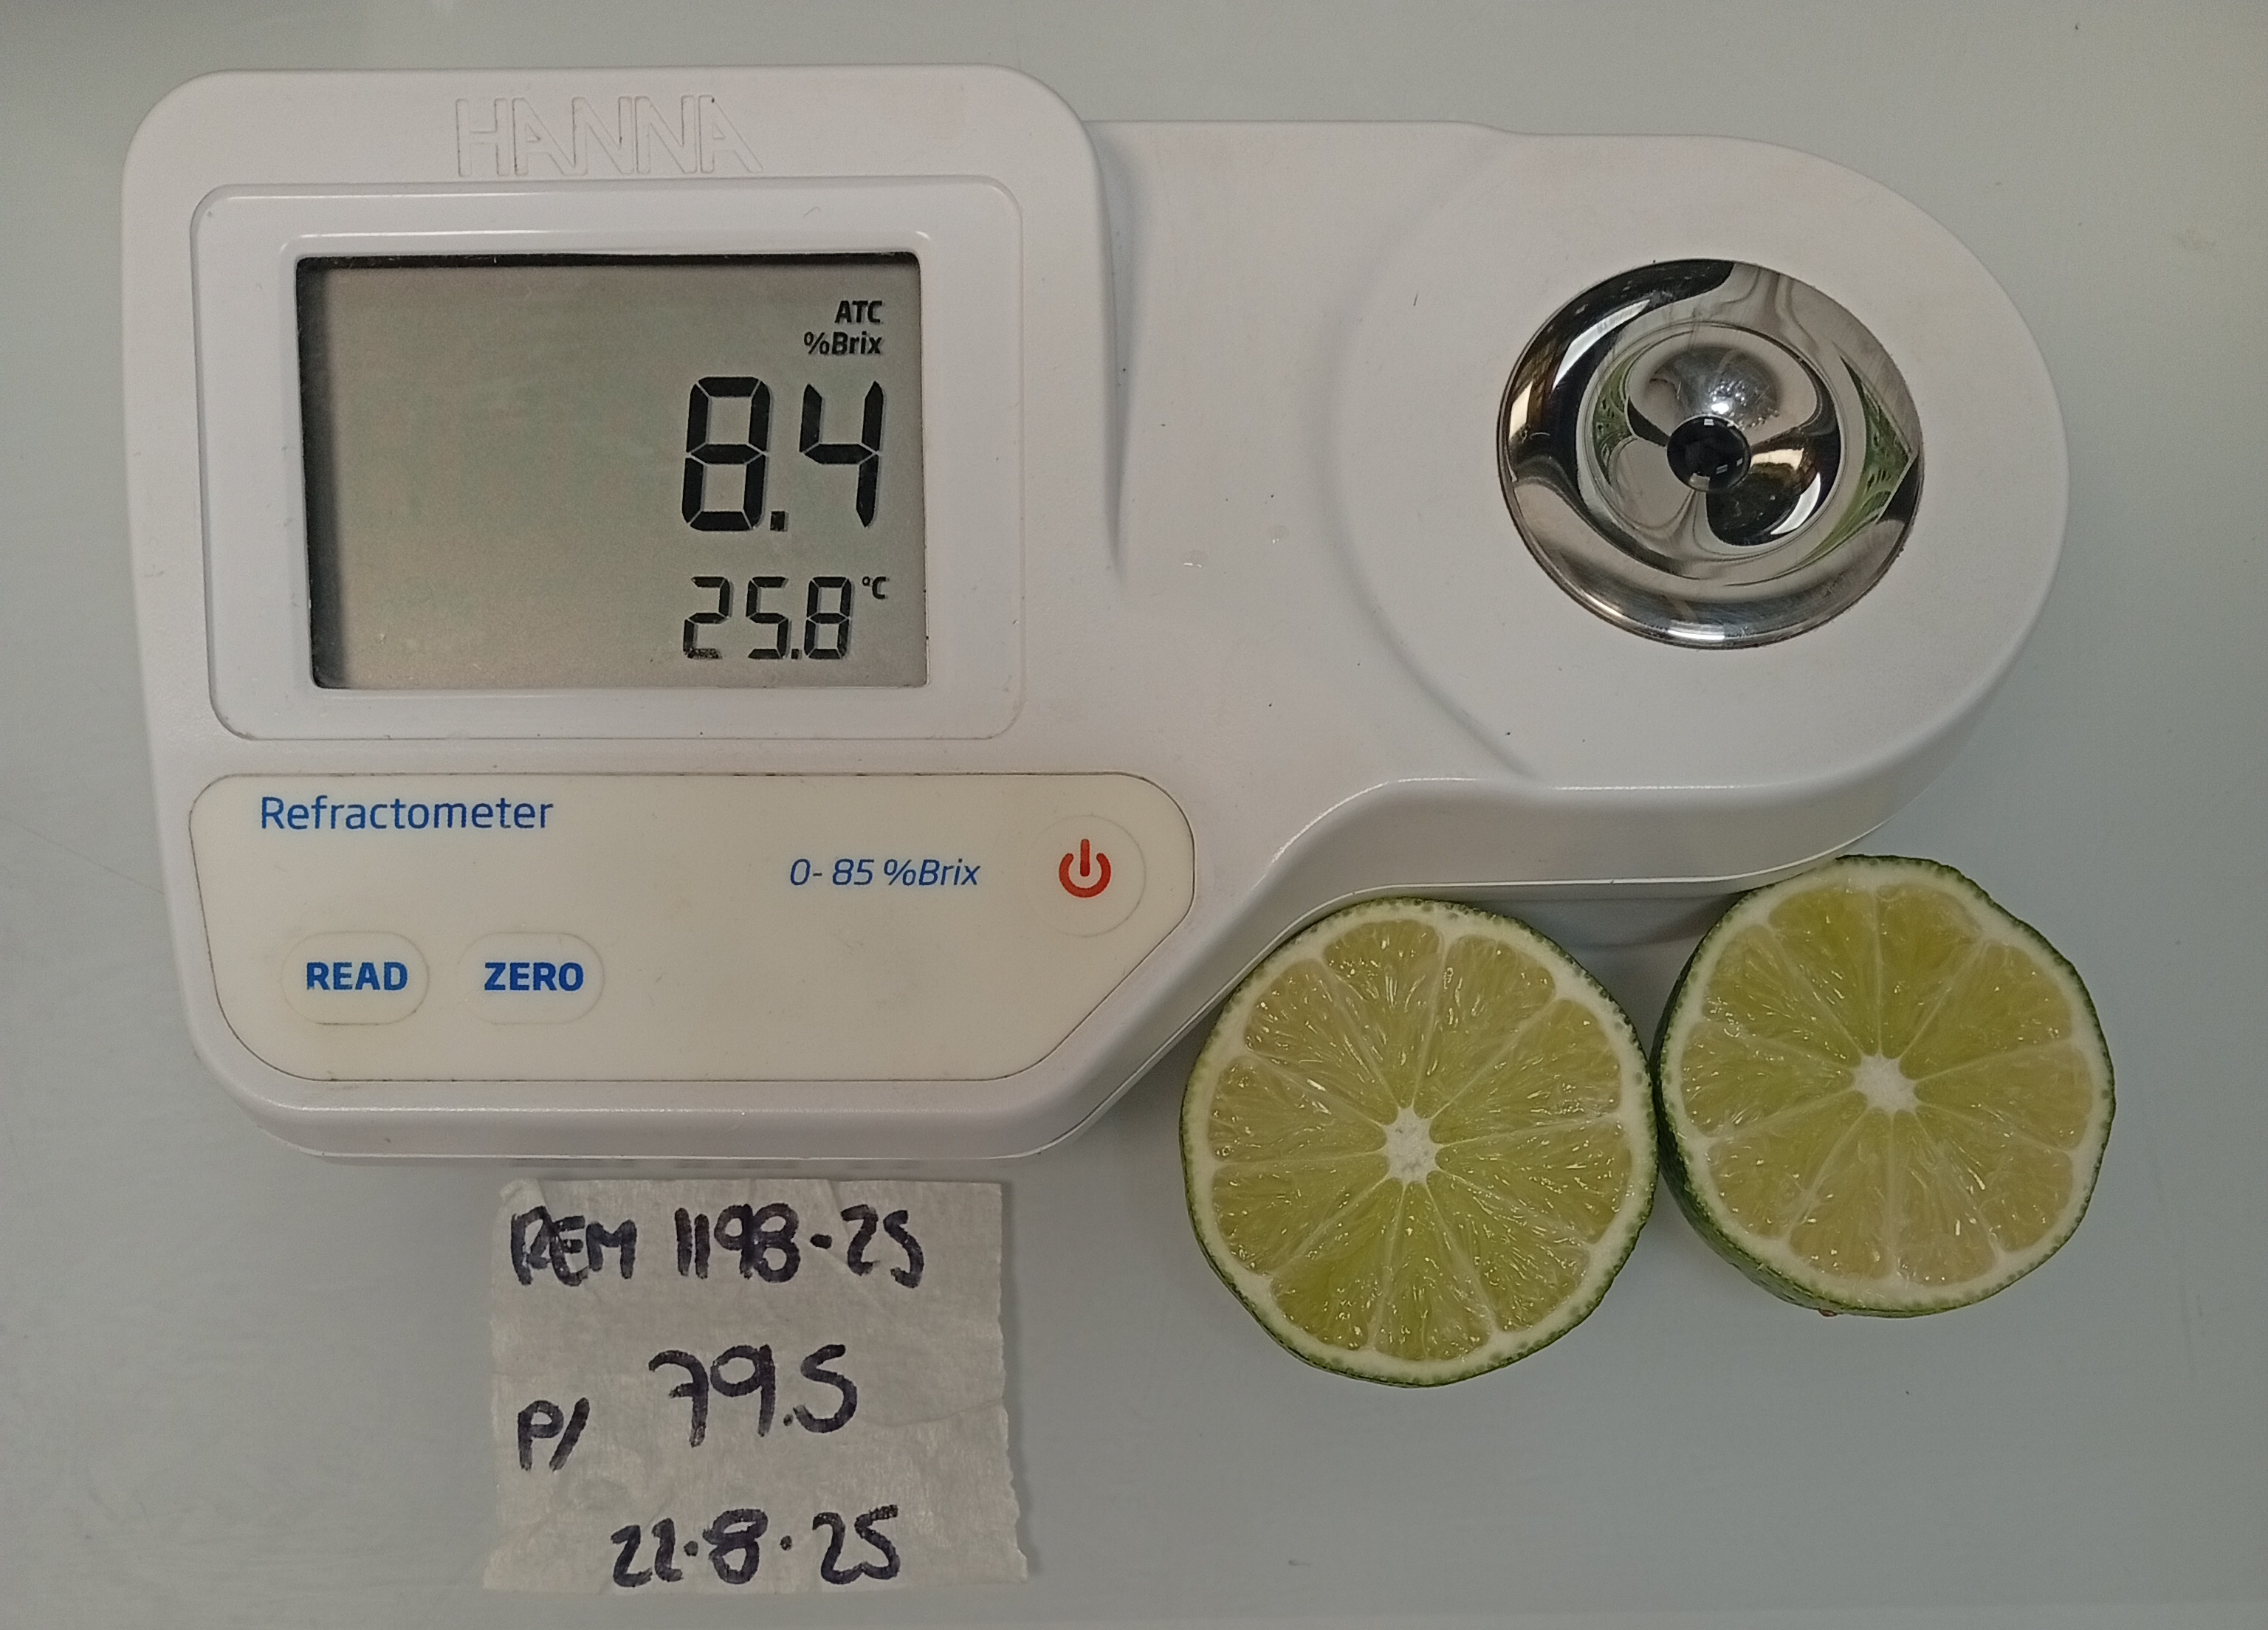 HANNA
ATC
%Brix
8.4
25.8 °C
Refractometer
0-85 %Brix
READ ZERO
REM 1198-25
P/ 79.5
22.8.25